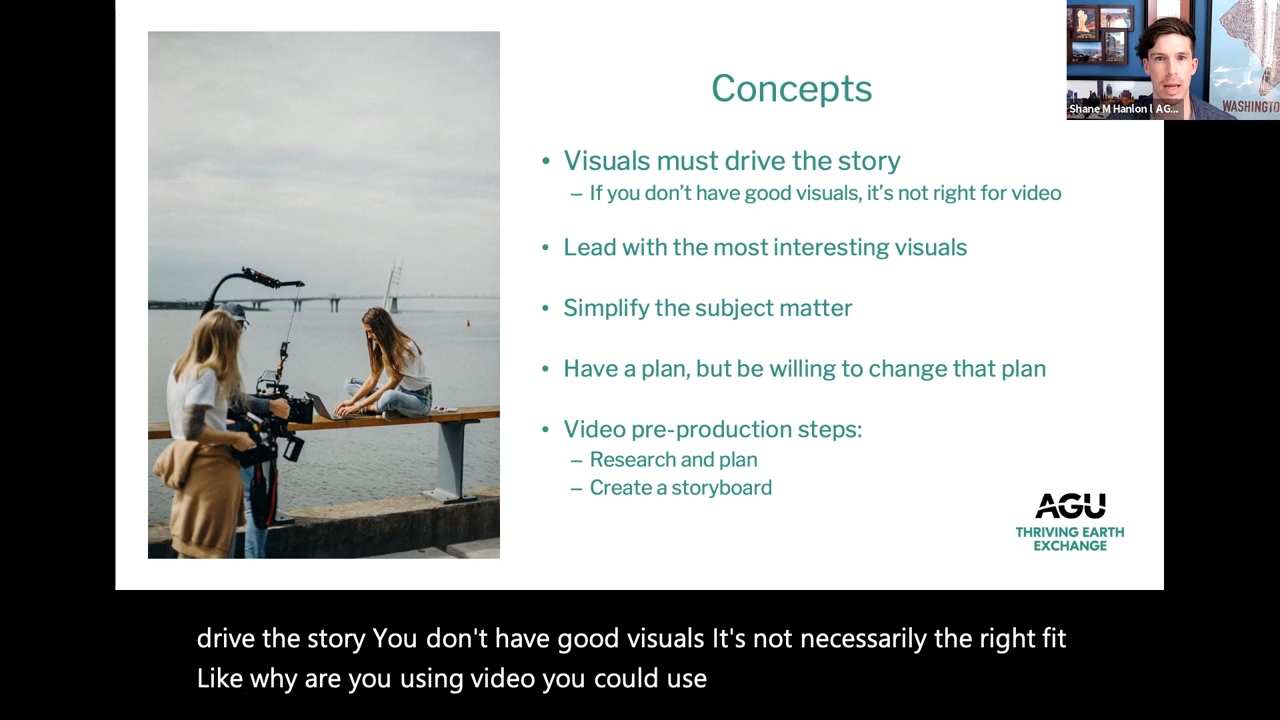 Concepts
• Visuals must drive the story
– If you don’t have good visuals, it’s not right for video
• Lead with the most interesting visuals
• Simplify the subject matter
• Have a plan, but be willing to change that plan
• Video pre-production steps:
– Research and plan
– Create a storyboard
AGU
THRIVING EARTH
EXCHANGE
WASHINGTO
Shane M Hanlon | AG...
drive the story You don't have good visuals It's not necessarily the right fit
Like why are you using video you could use